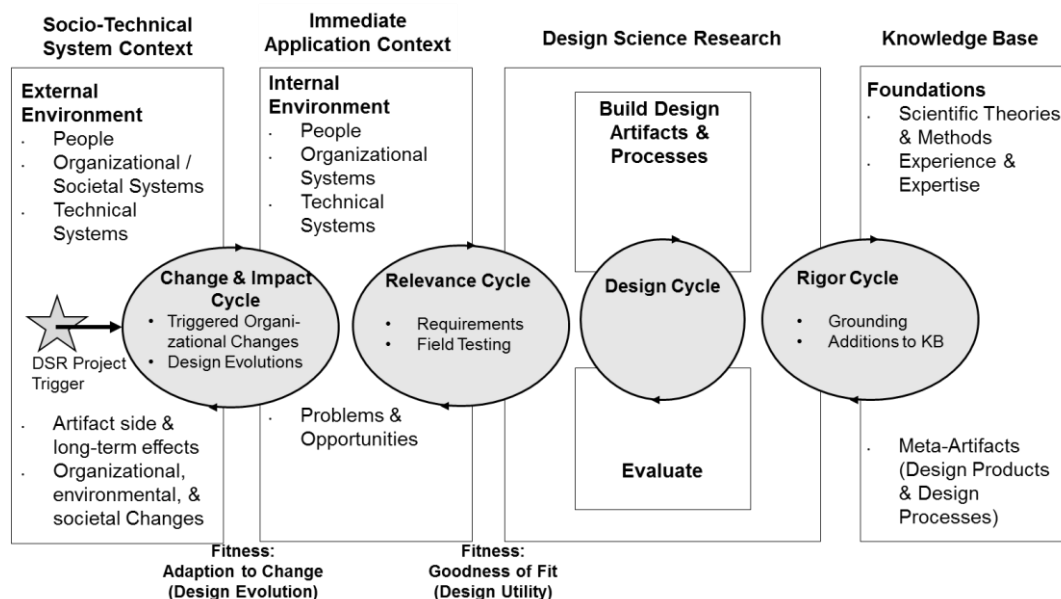 Socio-Technical
System Context
Immediate
Application Context
Design Science Research
Knowledge Base
External
Environment
· People
· Organizational /
Societal Systems
· Technical
Systems
Internal
Environment
· People
· Organizational
Systems
· Technical
Systems
Build Design
Artifacts &
Processes
Foundations
· Scientific Theories
& Methods
· Experience &
Expertise
DSR Project
Trigger
Change & Impact
Cycle
• Triggered Organi-
zational Changes
• Design Evolutions
Relevance Cycle
• Requirements
• Field Testing
Design Cycle
Rigor Cycle
• Grounding
• Additions to KB
· Artifact side &
long-term effects
· Organizational,
environmental, &
societal Changes
· Problems &
Opportunities
Evaluate
· Meta-Artifacts
(Design Products
& Design
Processes)
Fitness:
Adaption to Change
(Design Evolution)
Fitness:
Goodness of Fit
(Design Utility)